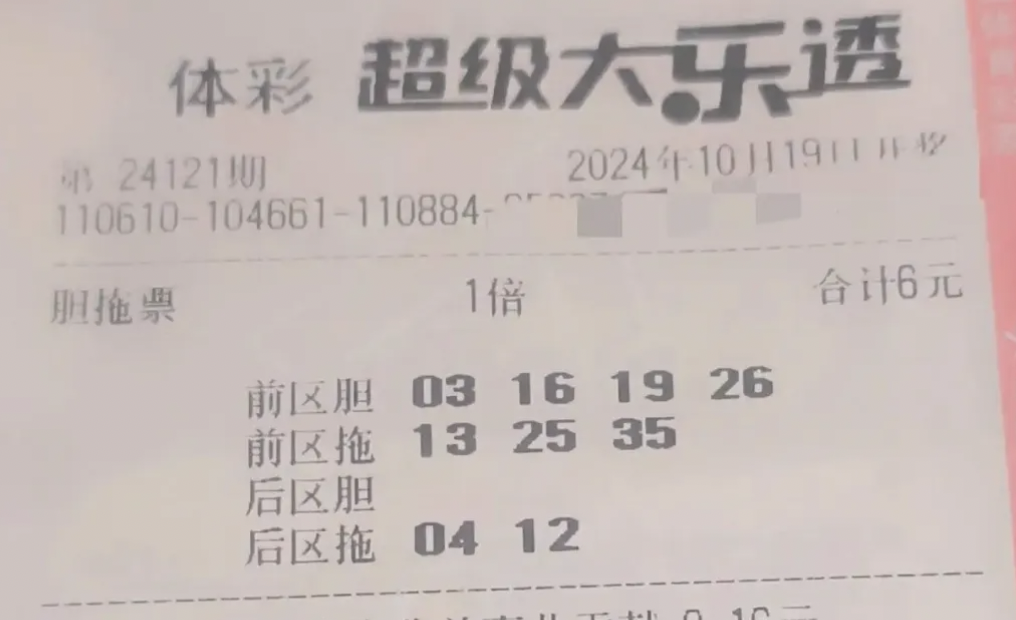 体彩 超级大乐透
第 24121期 2024年10月19日开奖
110610-104661-110884-
胆拖票 1倍 合计6元
前区胆 03 16 19 26
前区拖 13 25 35
后区胆
后区拖 04 12